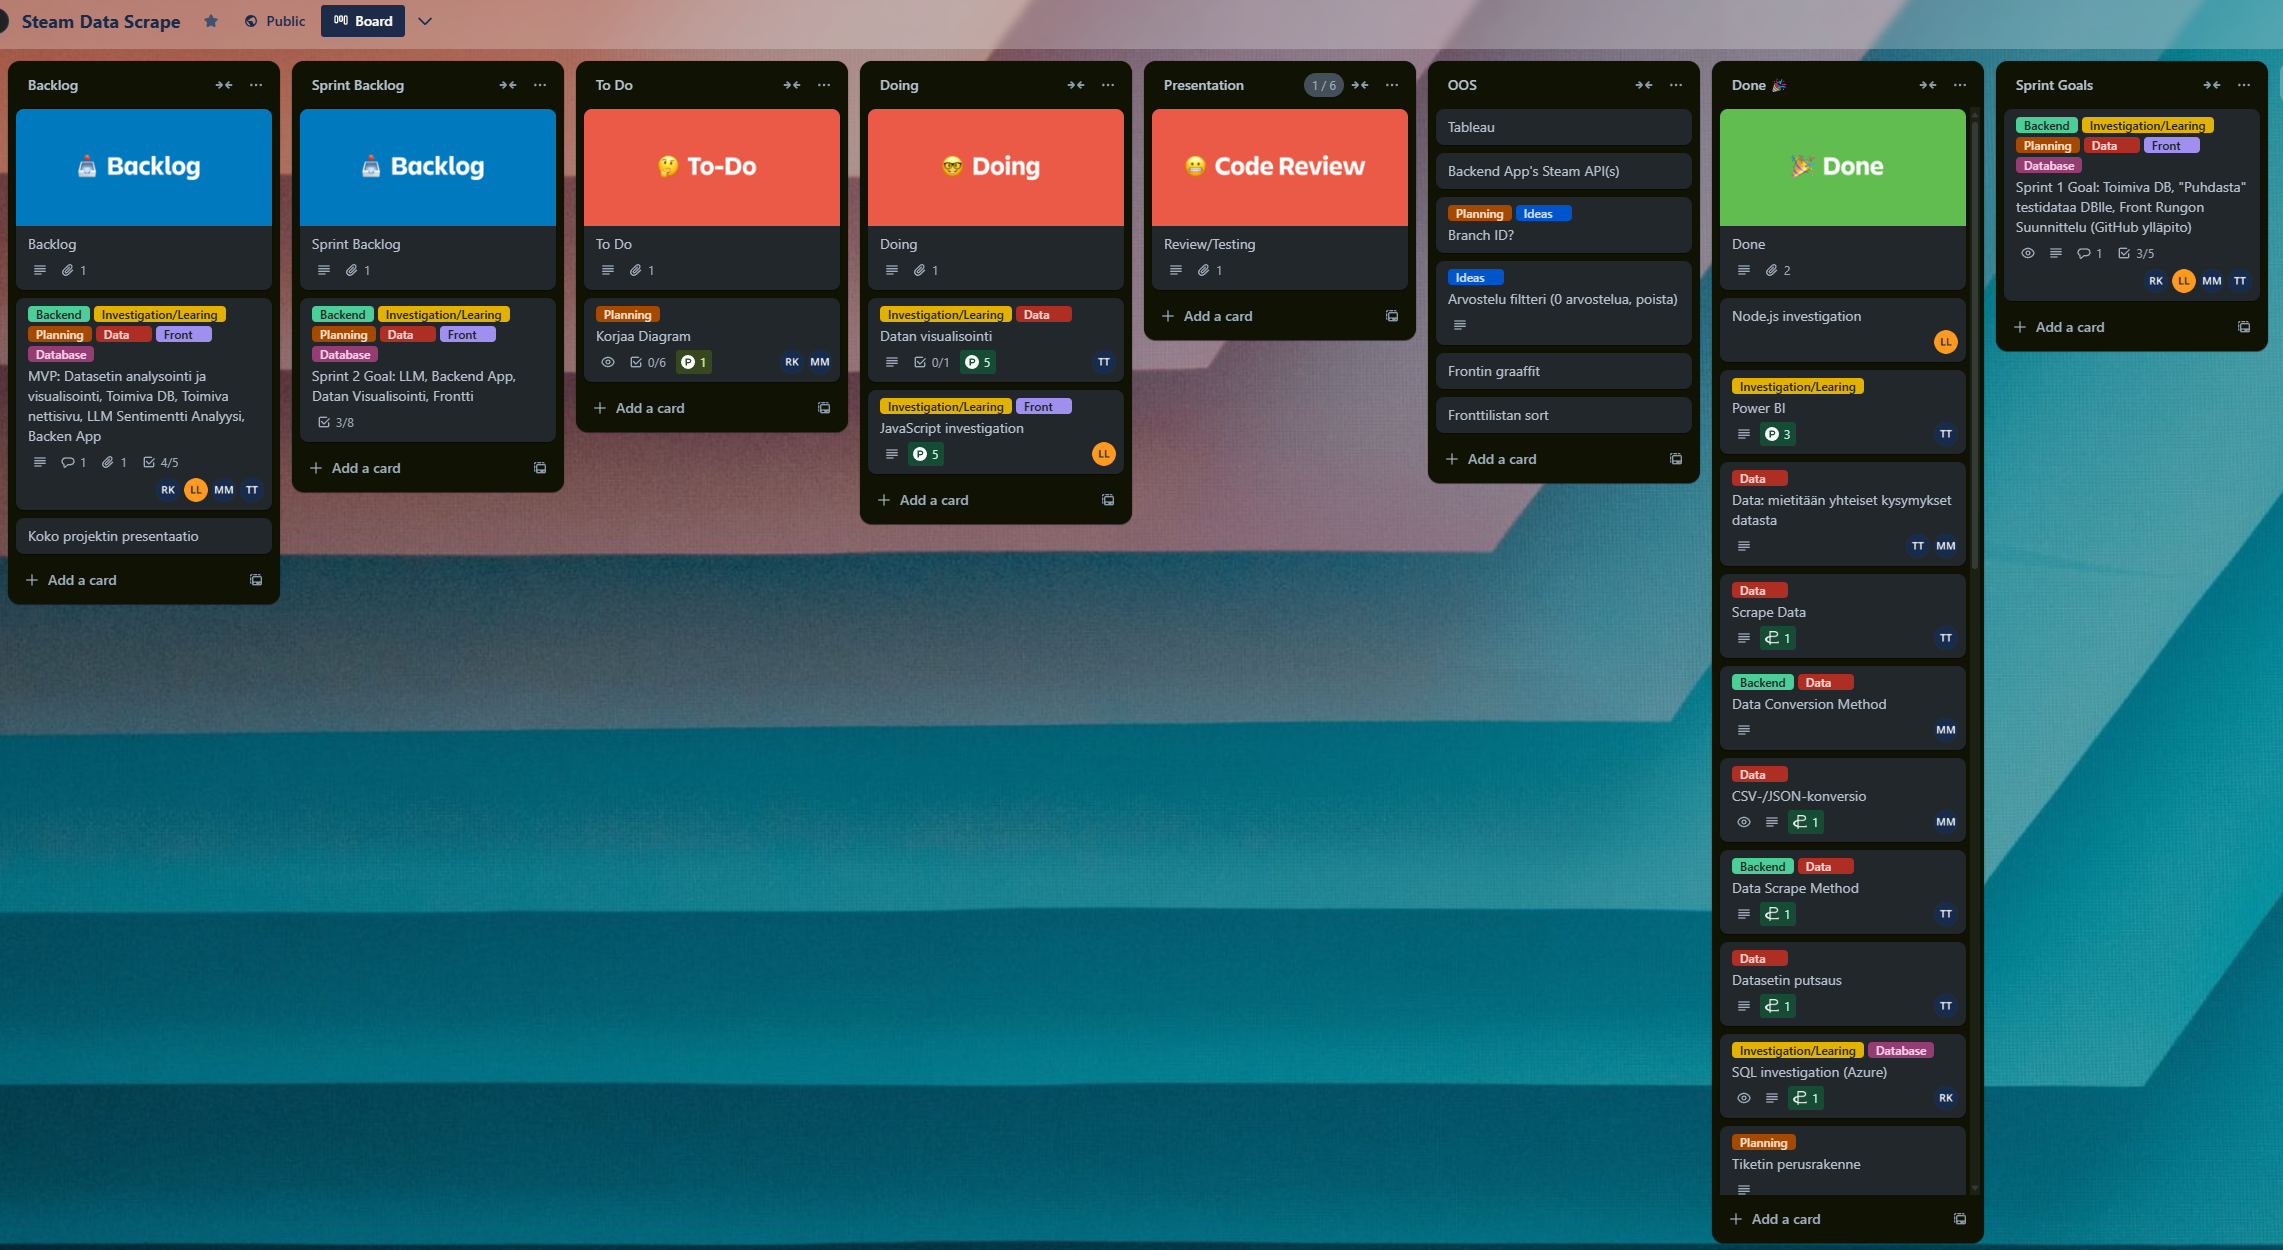 Steam Data Scrape
Public
Board
Backlog
Backlog
Backlog
1
Backend Investigation/Learing
Planning Data Front
Database
MVP: Datasetin analysointi ja
visualisointi, Toimiva DB, Toimiva
nettisivu, LLM Sentimentti Analyysi,
Backen App
1 1 4/5
RK LL MM TT
Koko projektin presentaatio
+ Add a card
Sprint Backlog
Backlog
Sprint Backlog
1
Backend Investigation/Learing
Planning Data Front
Database
Sprint 2 Goal: LLM, Backend App,
Datan Visualisointi, Frontti
3/8
+ Add a card
To Do
To-Do
To Do
1
Planning
Korjaa Diagram
0/6 P 1 RK MM
+ Add a card
Doing
Doing
Doing
1
Investigation/Learing Data
Datan visualisointi
0/1 P 5 TT
Investigation/Learing Front
JavaScript investigation
P 5 LL
+ Add a card
Presentation 1 / 6
Code Review
Review/Testing
1
+ Add a card
OOS
Tableau
Backend App's Steam API(s)
Planning Ideas
Branch ID?
Ideas
Arvostelu filtteri (0 arvostelua, poista)
Frontin graaffit
Fronttilistan sort
+ Add a card
Done
Done
Done
2
Node.js investigation
LL
Investigation/Learing
Power BI
P 3 TT
Data
Data: mietitään yhteiset kysymykset
datasta
TT MM
Data
Scrape Data
1 TT
Backend Data
Data Conversion Method
MM
Data
CSV-/JSON-konversio
1 MM
Backend Data
Data Scrape Method
1 TT
Data
Datasetin putsaus
1 TT
Investigation/Learing Database
SQL investigation (Azure)
1 RK
Planning
Tiketin perusrakenne
+ Add a card
Sprint Goals
Backend Investigation/Learing
Planning Data Front
Database
Sprint 1 Goal: Toimiva DB, "Puhdasta"
testidataa DBlle, Front Rungon
Suunnittelu (GitHub ylläpito)
1 3/5
RK LL MM TT
+ Add a card